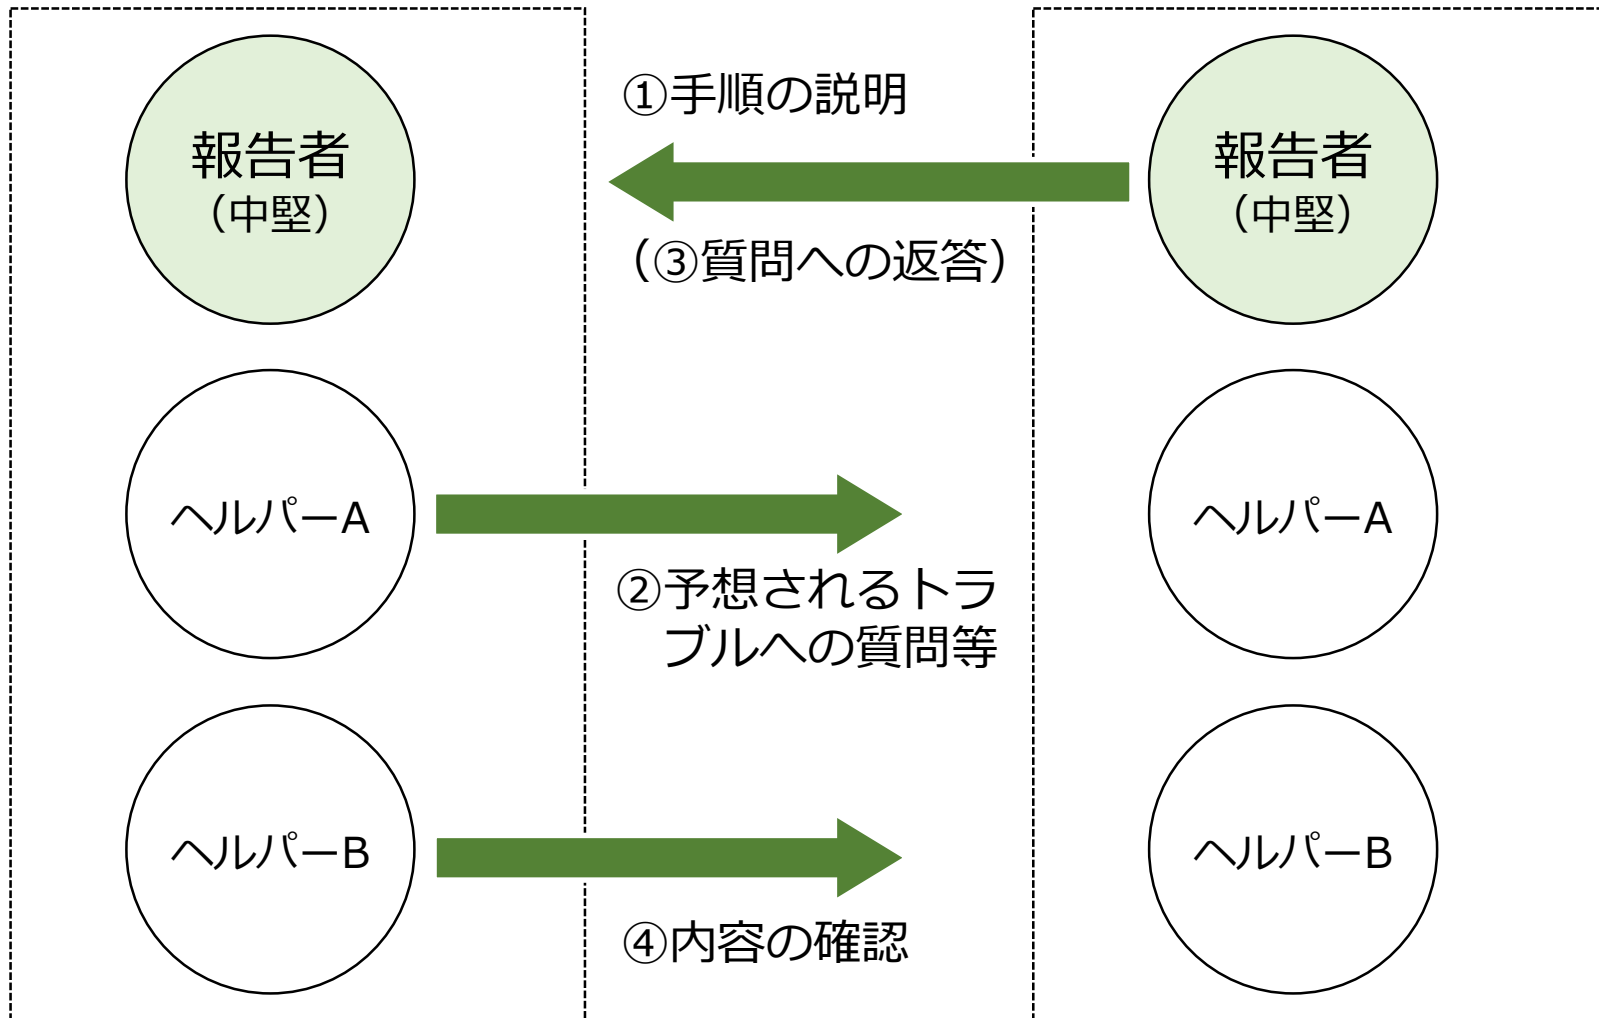 ①手順の説明
報告者
（中堅）
報告者
（中堅）
（③質問への返答）
ヘルパーA
ヘルパーA
②予想されるトラ
ブルへの質問等
ヘルパーB
ヘルパーB
④内容の確認